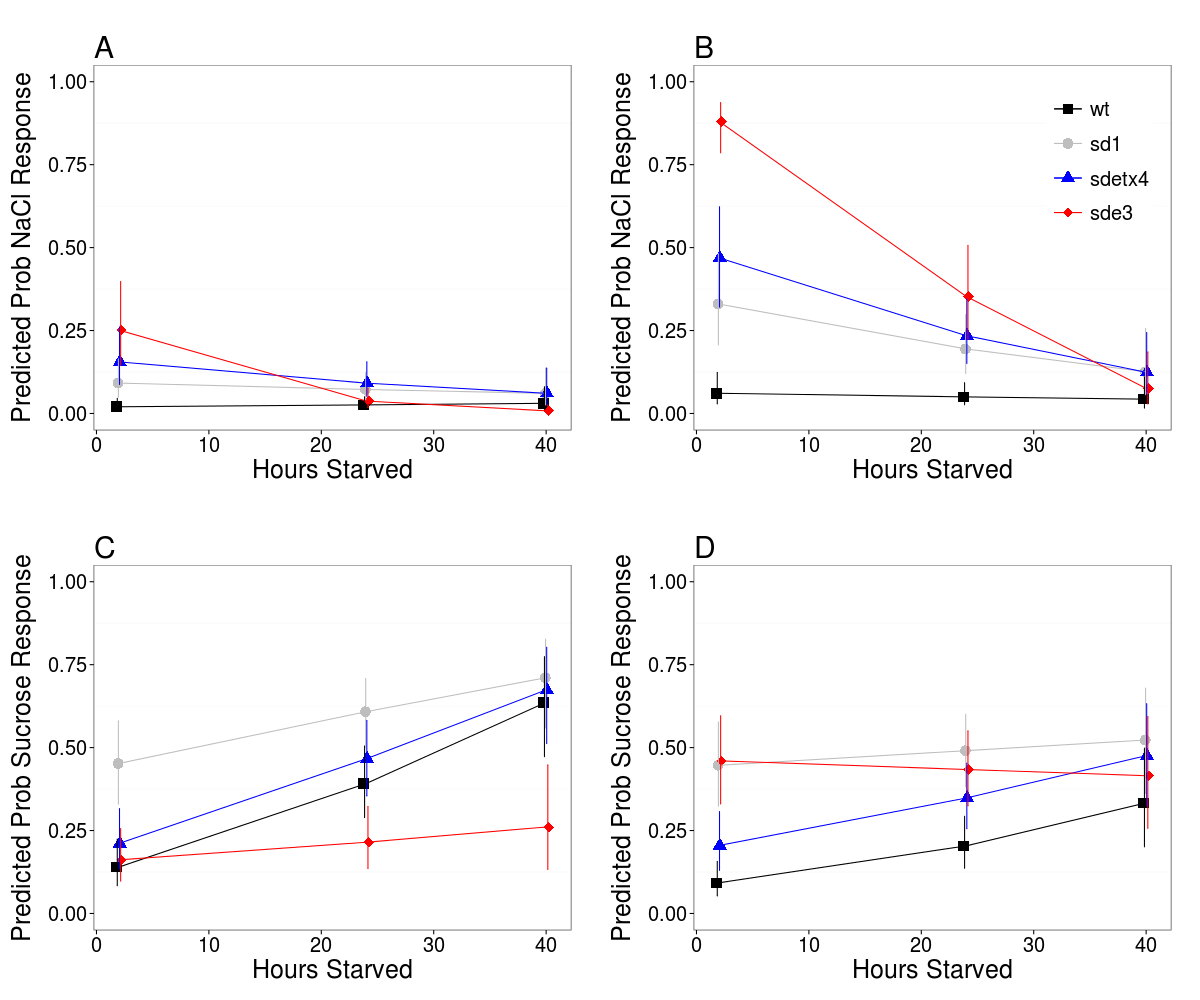 A
Predicted Prob NaCl Response
1.00
0.75
0.50
0.25
0.00
0 10 20 30 40
Hours Starved
B
Predicted Prob NaCl Response
1.00
0.75
0.50
0.25
0.00
wt
sd1
sdetx4
sde3
0 10 20 30 40
Hours Starved
C
Predicted Prob Sucrose Response
1.00
0.75
0.50
0.25
0.00
0 10 20 30 40
Hours Starved
D
Predicted Prob Sucrose Response
1.00
0.75
0.50
0.25
0.00
0 10 20 30 40
Hours Starved